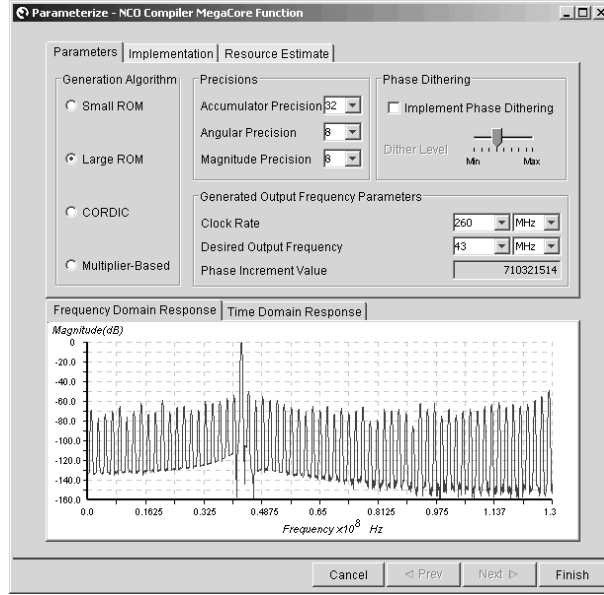 Parameterize - NCO Compiler MegaCore Function
Parameters Implementation Resource Estimate
Generation Algorithm
Small ROM
Large ROM
CORDIC
Multiplier-Based
Precisions
Accumulator Precision 32
Angular Precision 8
Magnitude Precision 8
Phase Dithering
Implement Phase Dithering
Dither Level
Min Max
Generated Output Frequency Parameters
Clock Rate 260 MHz
Desired Output Frequency 43 MHz
Phase Increment Value 710321514
Frequency Domain Response Time Domain Response
Magnitude(dB)
0
-20.0
-40.0
-60.0
-80.0
-100.0
-120.0
-140.0
-160.0
0.0 0.1625 0.325 0.4875 0.65 0.8125 0.975 1.137 1.3
Frequency x10^8 Hz
Cancel < Prev Next > Finish